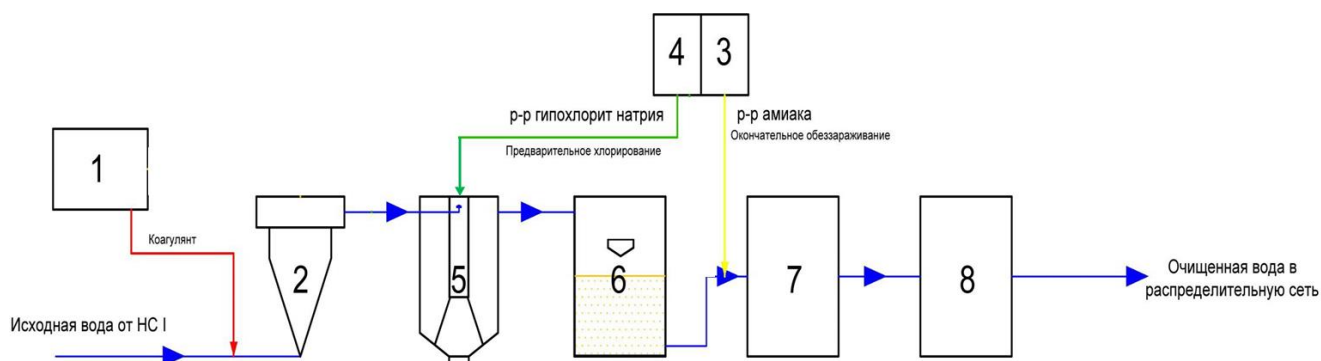 4
3
р-р гипохлорит натрия
р-р амиака
Предварительное хлорирование
Окончательное обеззараживание
1
Коагулянт
2
5
6
7
8
Исходная вода от НС I
Очищенная вода в
распределительную сеть